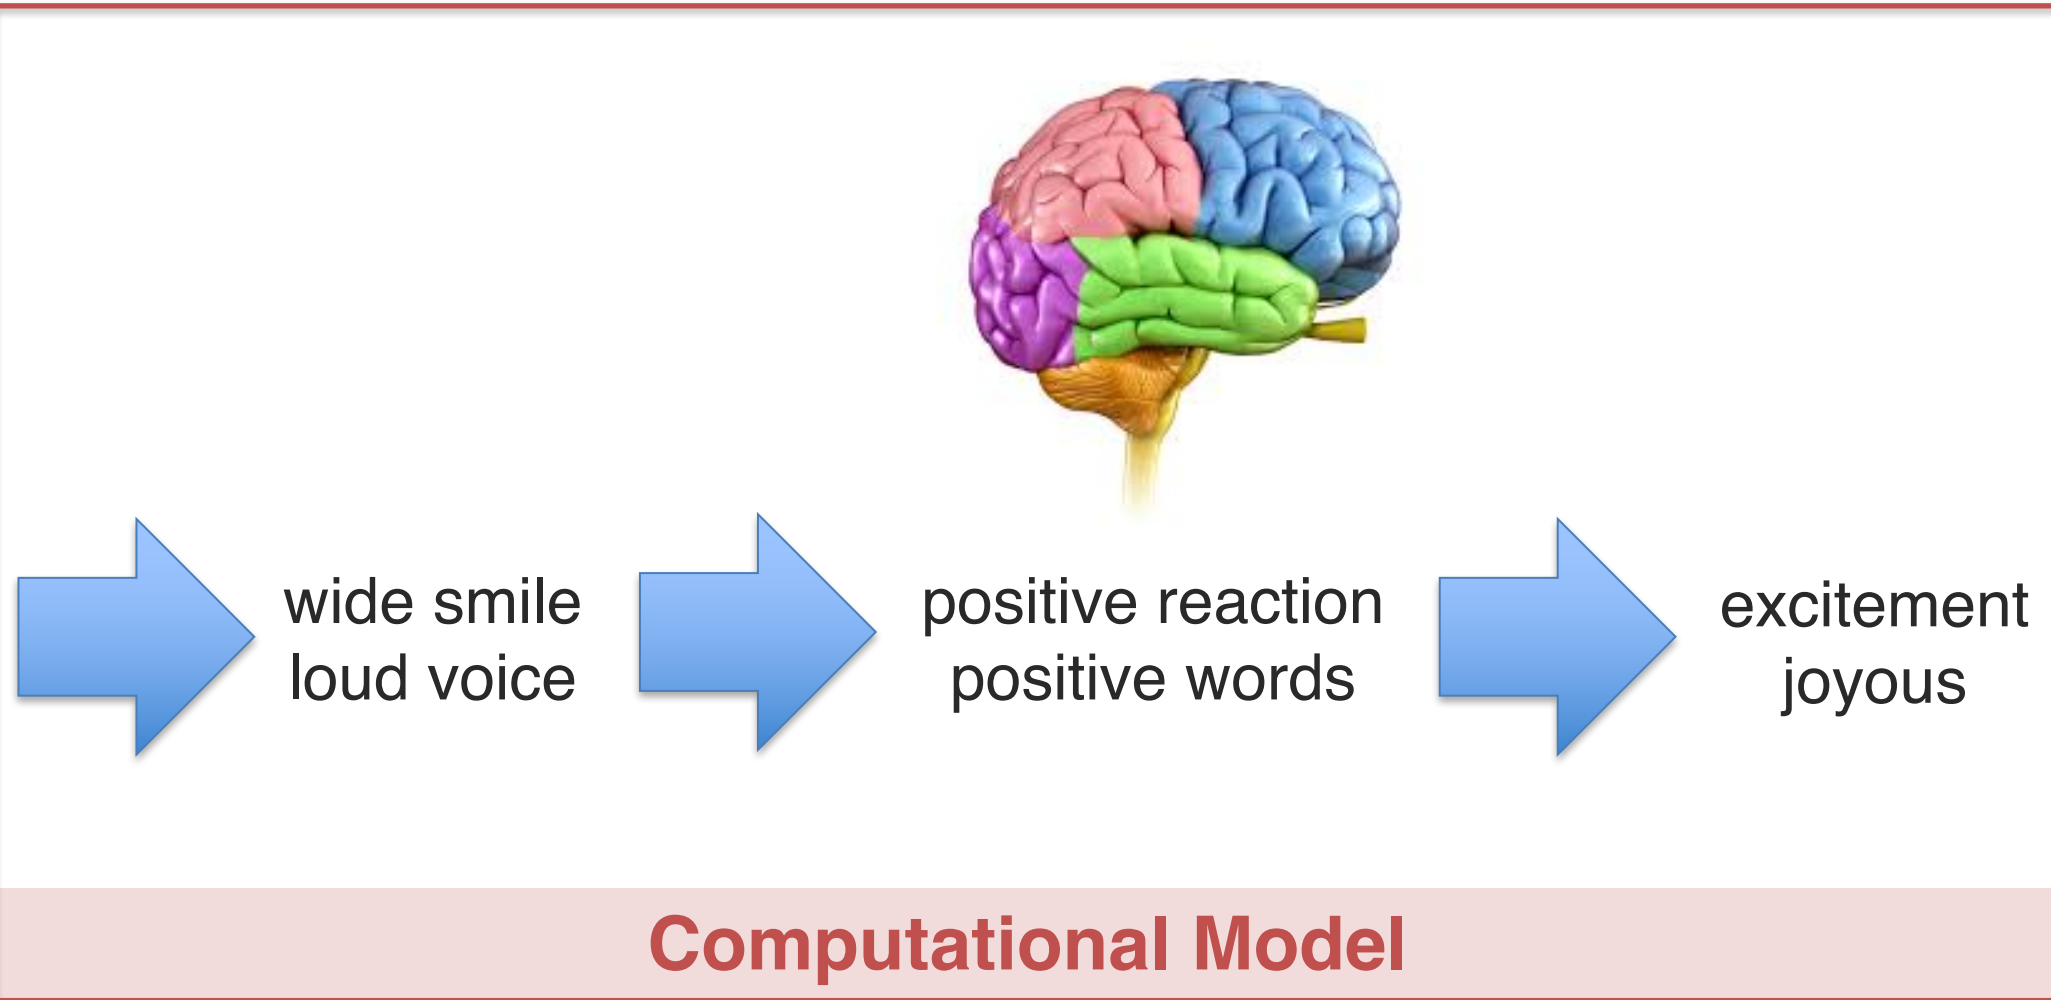 wide smile
loud voice
positive reaction
positive words
excitement
joyous
Computational Model